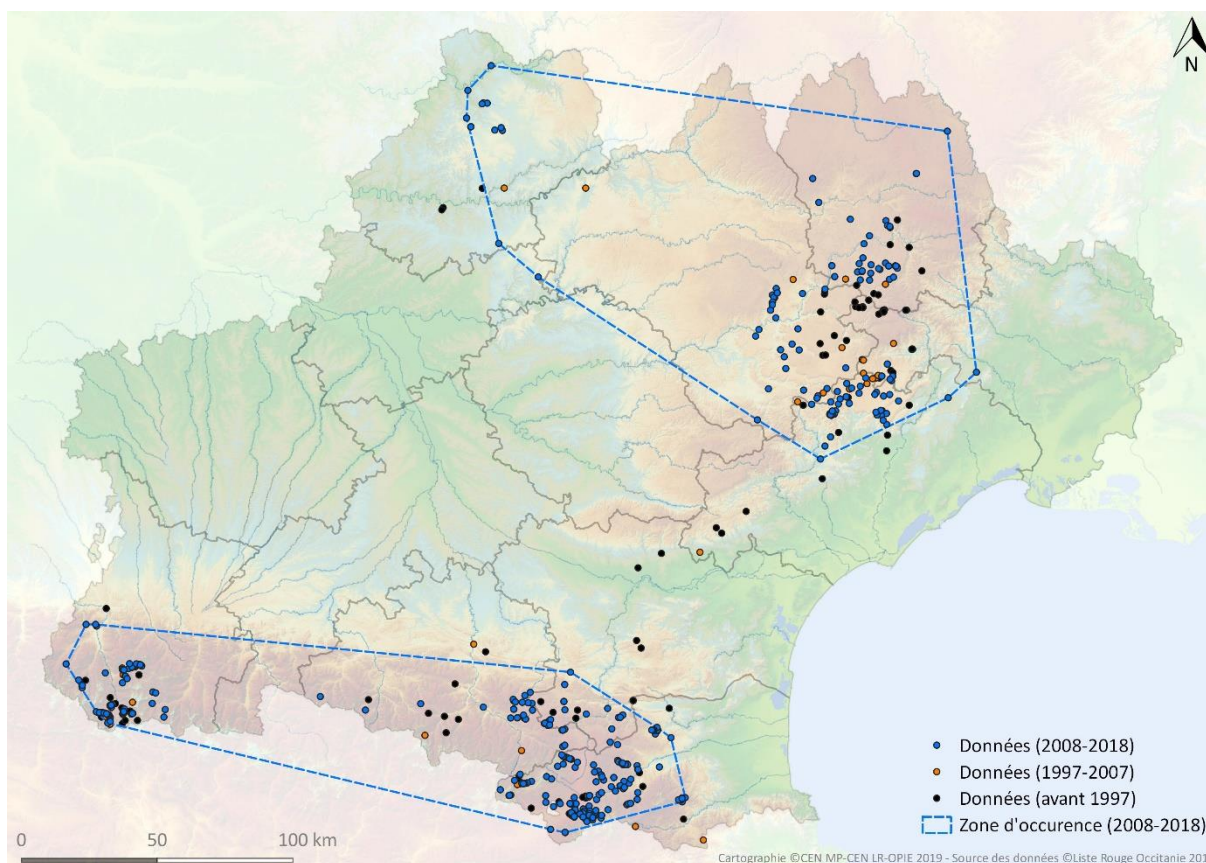 N
Données (2008-2018)
Données (1997-2007)
Données (avant 1997)
Zone d'occurence (2008-2018)
0 50 100 km
Cartographie ©CEN MP-CEN LR-OPIE 2019 - Source des données ©Liste Rouge Occitanie 201